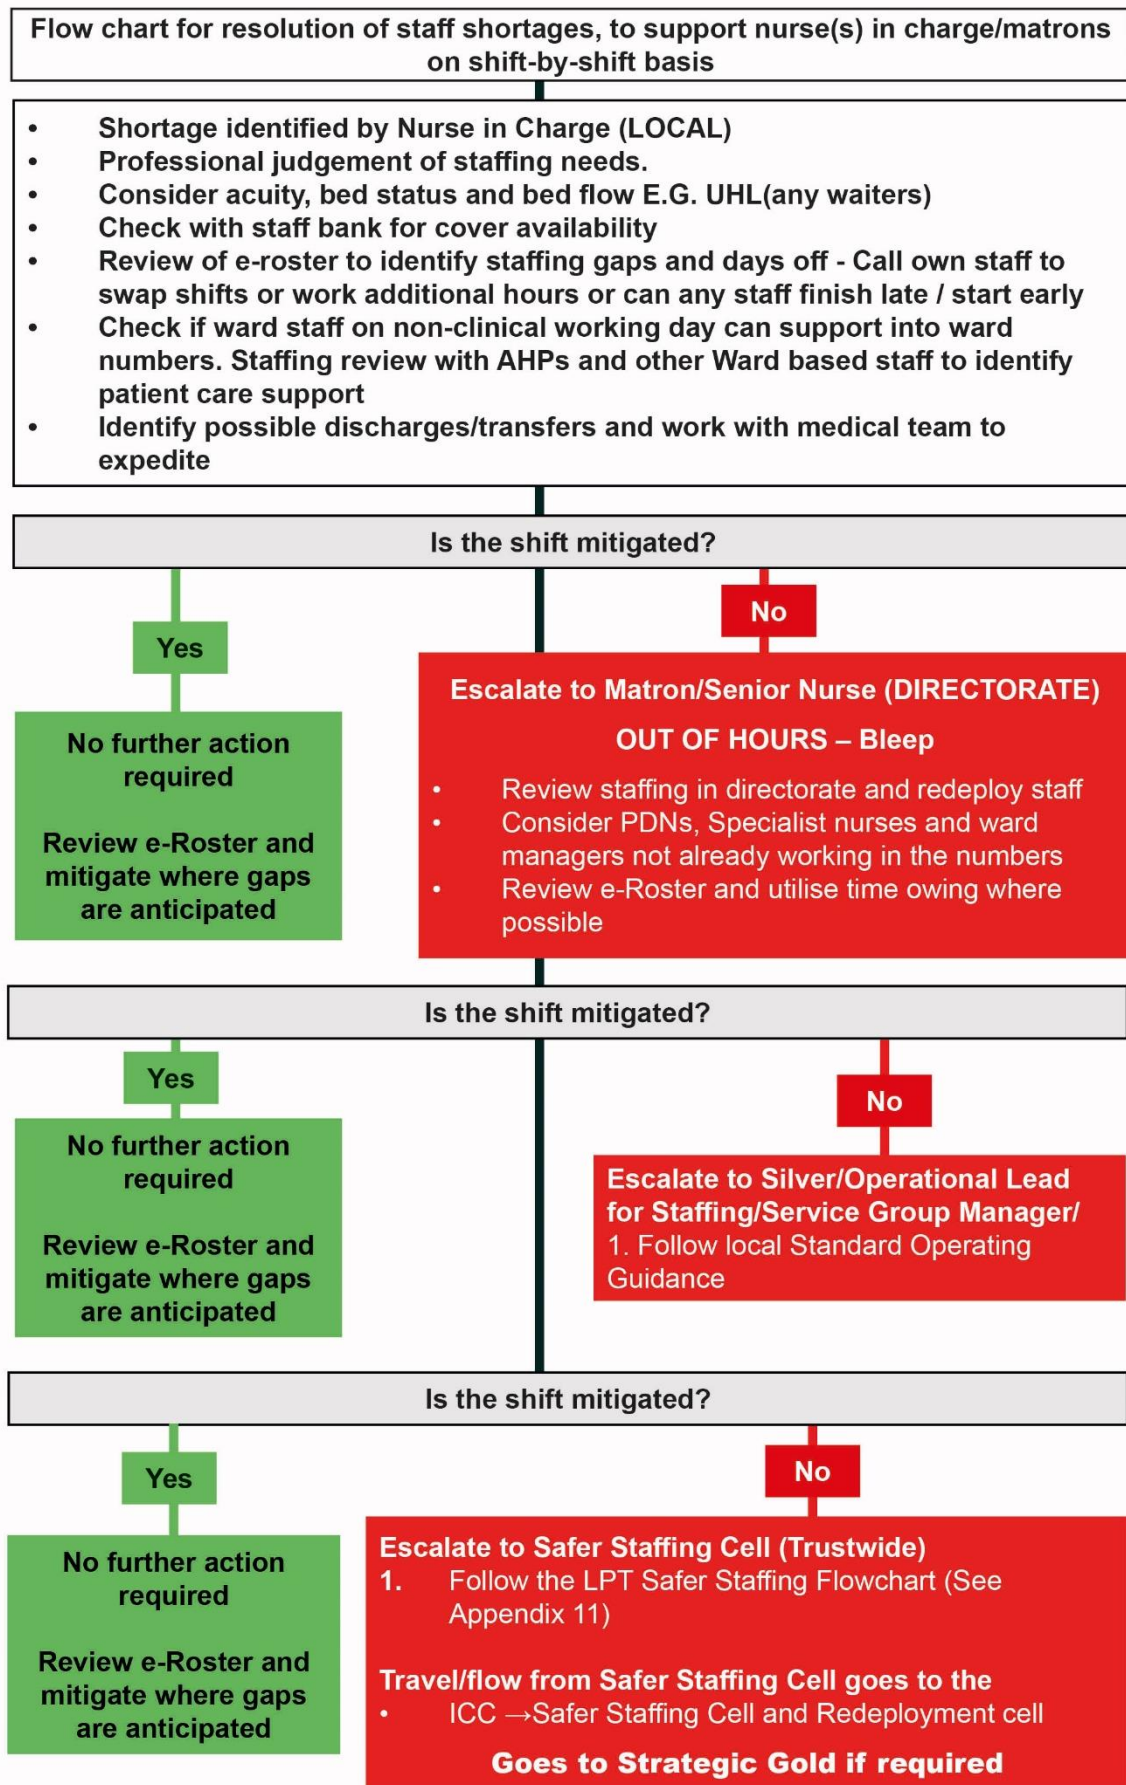 Flow chart for resolution of staff shortages, to support nurse(s) in charge/matrons
on shift-by-shift basis
• Shortage identified by Nurse in Charge (LOCAL)
• Professional judgement of staffing needs.
• Consider acuity, bed status and bed flow E.G. UHL(any waiters)
• Check with staff bank for cover availability
• Review of e-roster to identify staffing gaps and days off - Call own staff to
swap shifts or work additional hours or can any staff finish late / start early
• Check if ward staff on non-clinical working day can support into ward
numbers. Staffing review with AHPs and other Ward based staff to identify
patient care support
• Identify possible discharges/transfers and work with medical team to
expedite
Is the shift mitigated?
Yes
No further action
required
Review e-Roster and
mitigate where gaps
are anticipated
No
Escalate to Matron/Senior Nurse (DIRECTORATE)
OUT OF HOURS – Bleep
• Review staffing in directorate and redeploy staff
• Consider PDNs, Specialist nurses and ward
managers not already working in the numbers
• Review e-Roster and utilise time owing where
possible
Is the shift mitigated?
Yes
No further action
required
Review e-Roster and
mitigate where gaps
are anticipated
No
Escalate to Silver/Operational Lead
for Staffing/Service Group Manager/
1. Follow local Standard Operating
Guidance
Is the shift mitigated?
Yes
No further action
required
Review e-Roster and
mitigate where gaps
are anticipated
No
Escalate to Safer Staffing Cell (Trustwide)
1. Follow the LPT Safer Staffing Flowchart (See
Appendix 11)
Travel/flow from Safer Staffing Cell goes to the
• ICC →Safer Staffing Cell and Redeployment cell
Goes to Strategic Gold if required